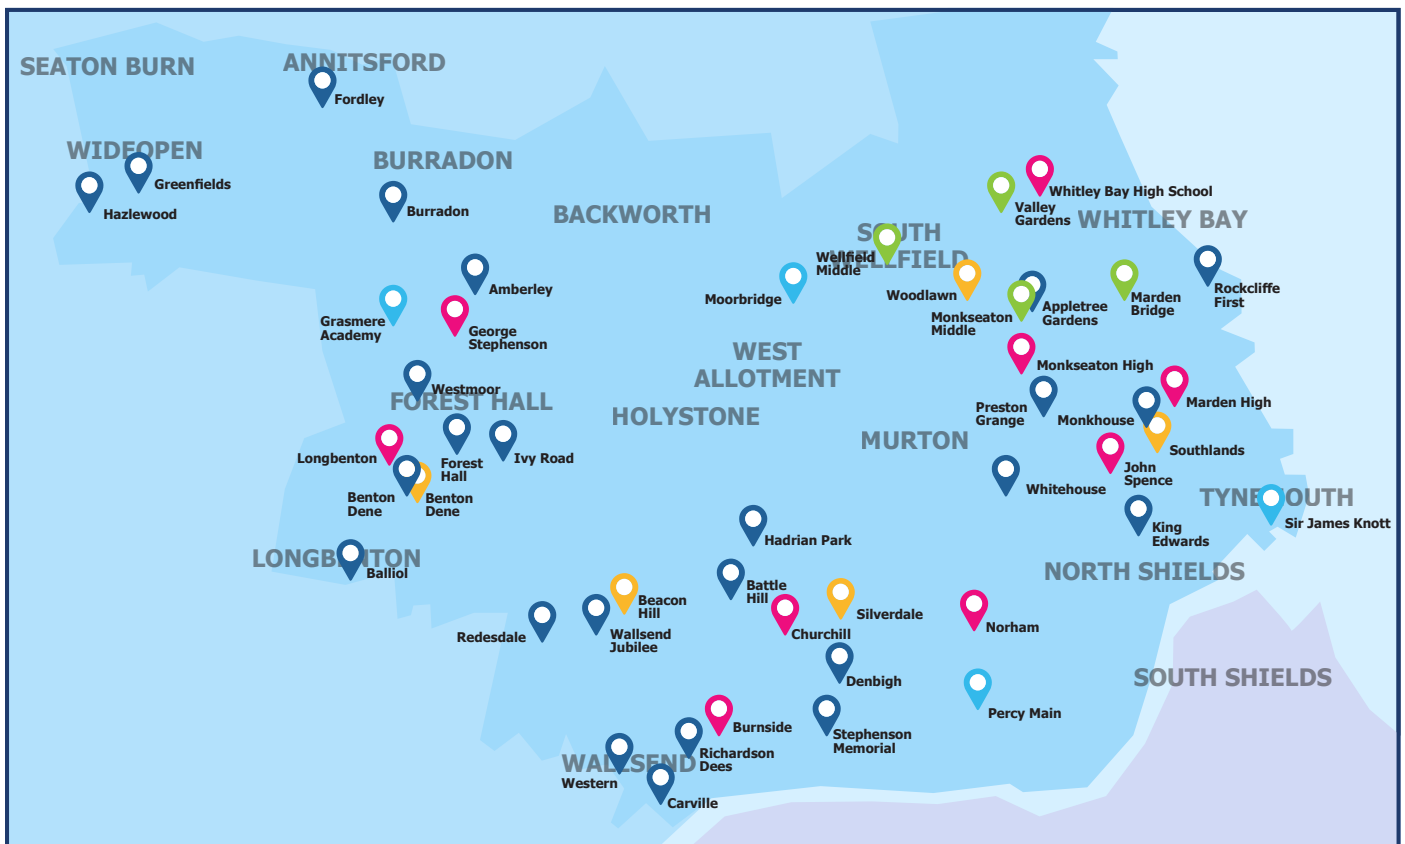 ANNITSFORD
SEATON BURN
Fordley
WIDEOPEN
BURRADON
Greenfields
Hazlewood
Burradon
BACKWORTH
Whitley Bay High School
Valley
Gardens
WHITLEY BAY
SOUTH
WELLFIELD
Wellfield
Middle
Amberley
Moorbridge
Woodlawn
Rockcliffe
First
Marden
Bridge
Appletree
Gardens
Monkseaton
Middle
Grasmere
Academy
George
Stephenson
WEST
ALLOTMENT
Monkseaton High
Westmoor
FOREST HALL
HOLYSTONE
Preston
Grange
Monkhouse
Marden High
MURTON
Southlands
Longbenton
Forest
Hall
Ivy Road
John
Spence
Whitehouse
Benton
Dene
Benton
Dene
TYNEMOUTH
Sir James Knott
King
Edwards
Hadrian Park
LONGBENTON
Balliol
NORTH SHIELDS
Battle
Hill
Beacon
Hill
Silverdale
Redesdale
Wallsend
Jubilee
Churchill
Norham
Denbigh
SOUTH SHIELDS
Percy Main
Burnside
Stephenson
Memorial
Richardson
Dees
WALLSEND
Western
Carville